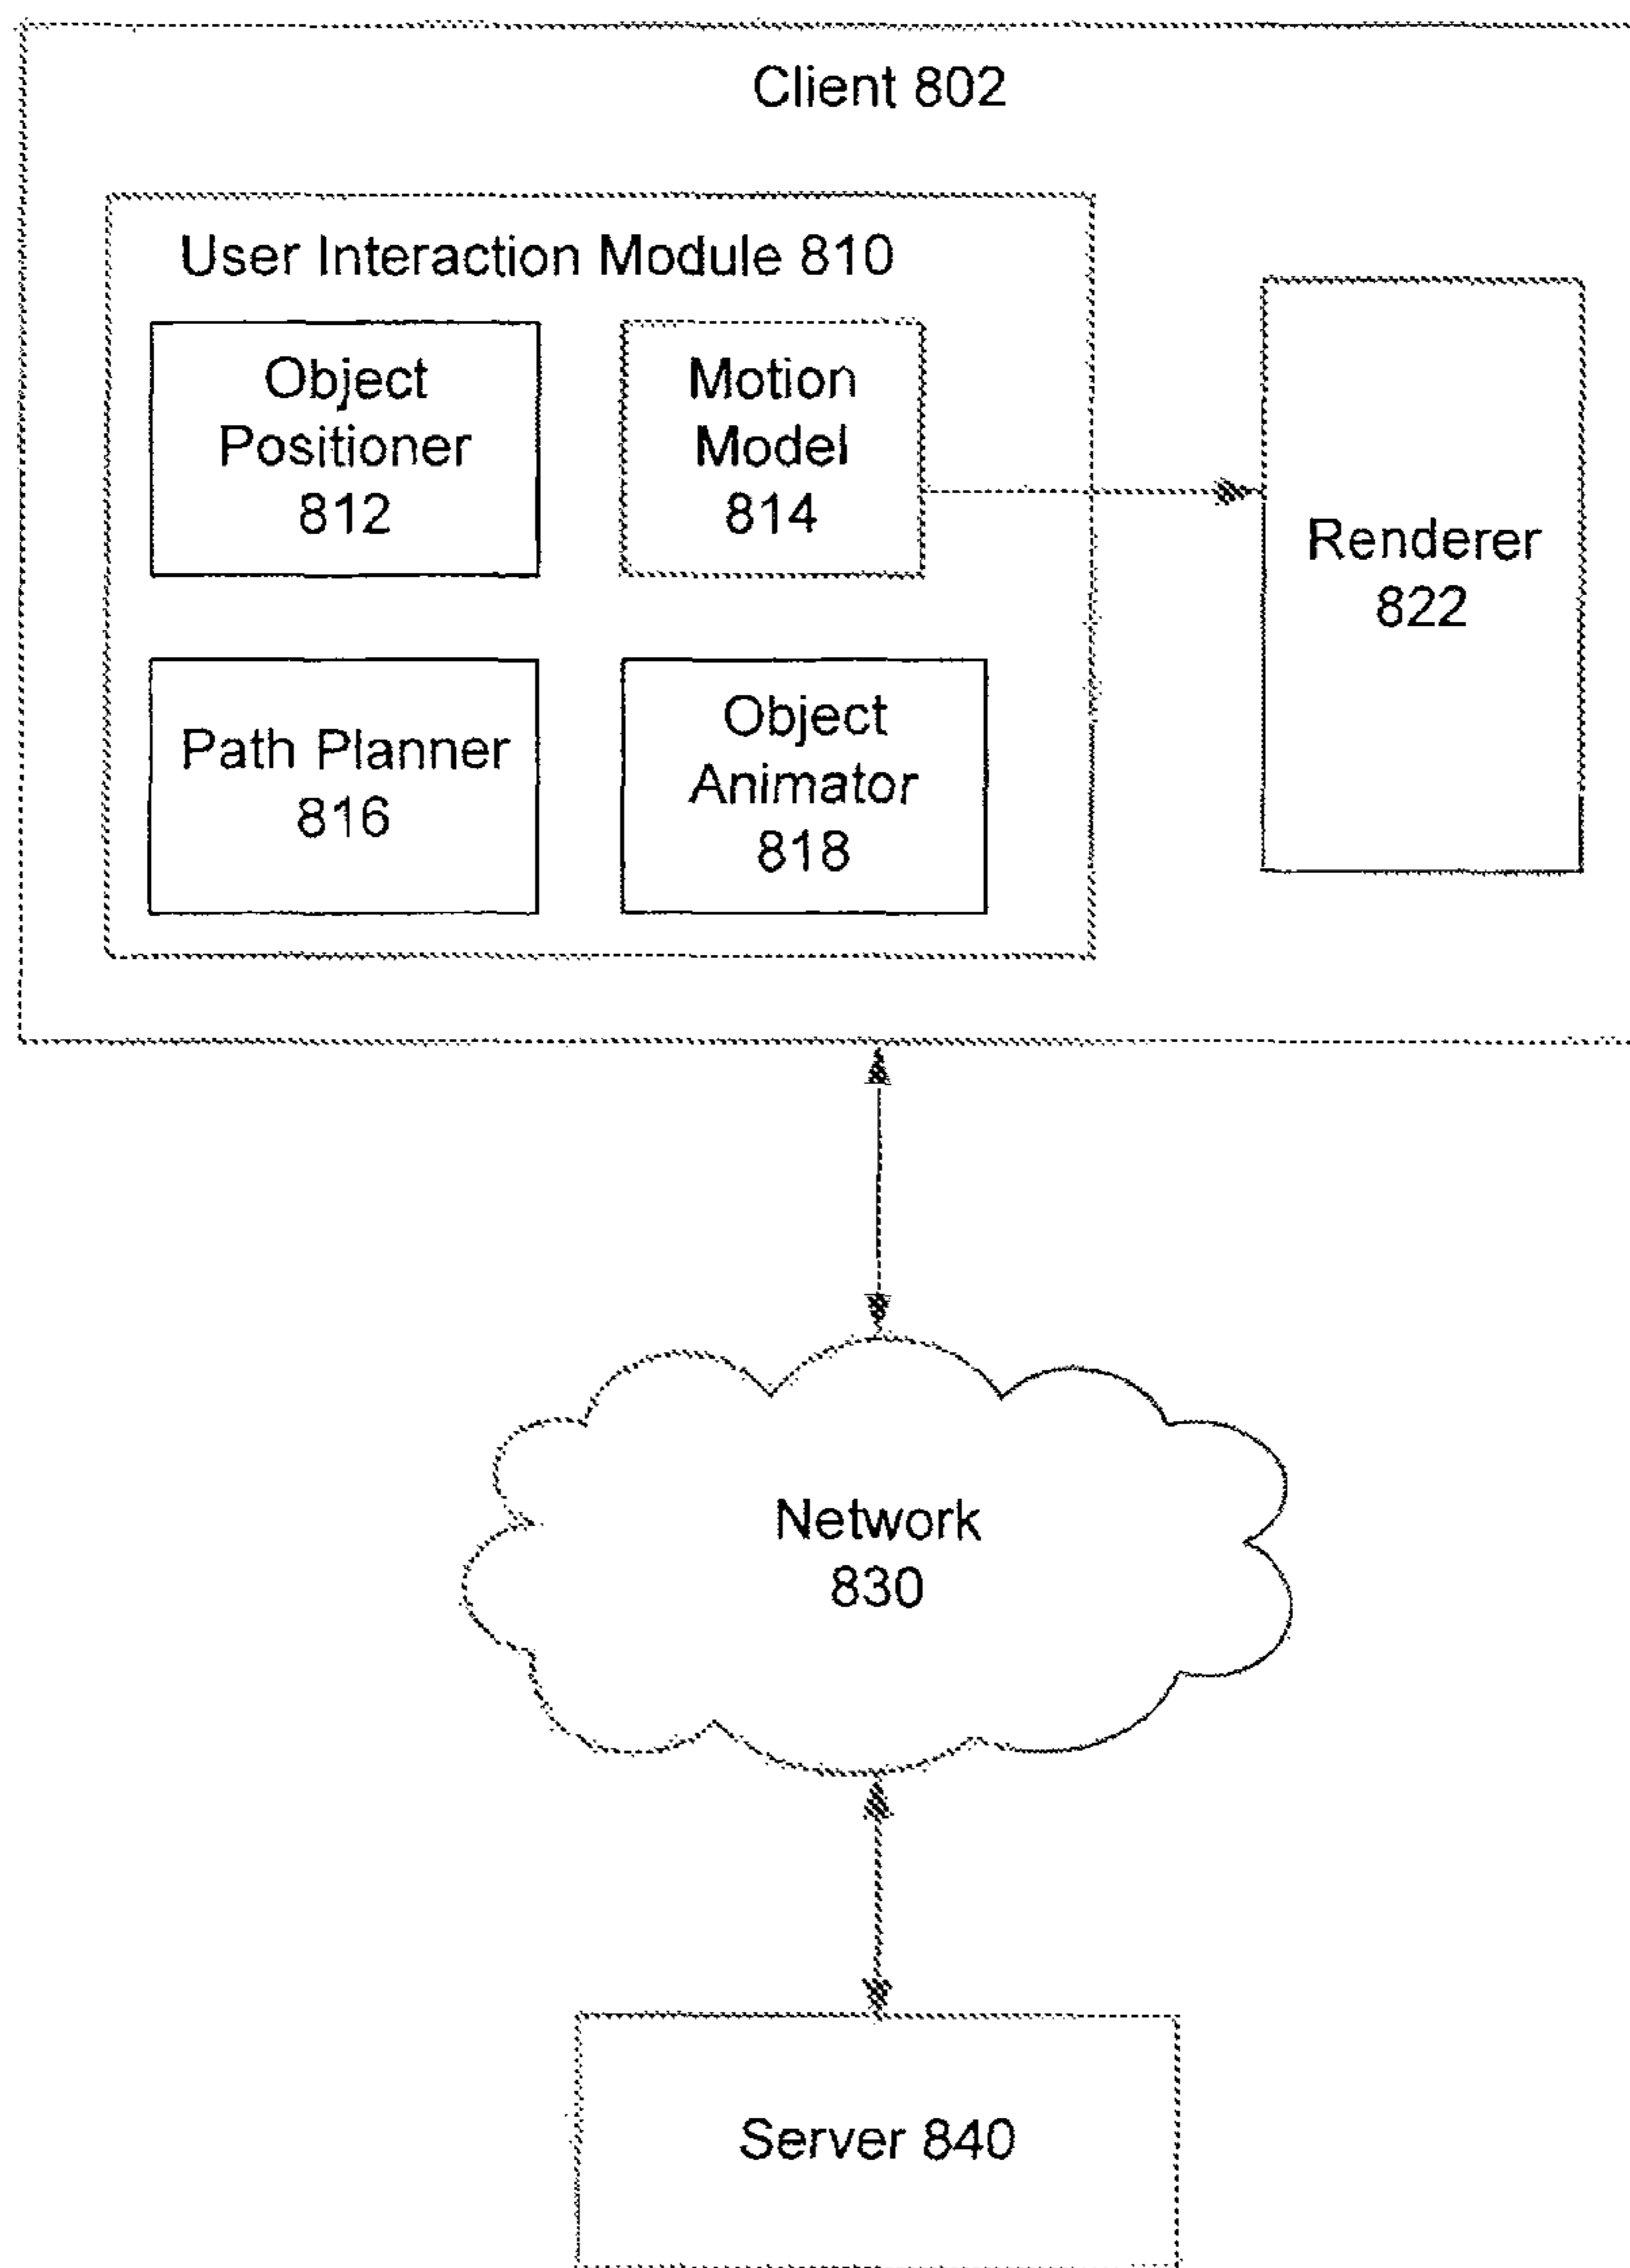 Client 802
User Interaction Module 810
Object
Positioner
812
Motion
Model
814
Path Planner
816
Object
Animator
818
Renderer
822
Network
830
Server 840